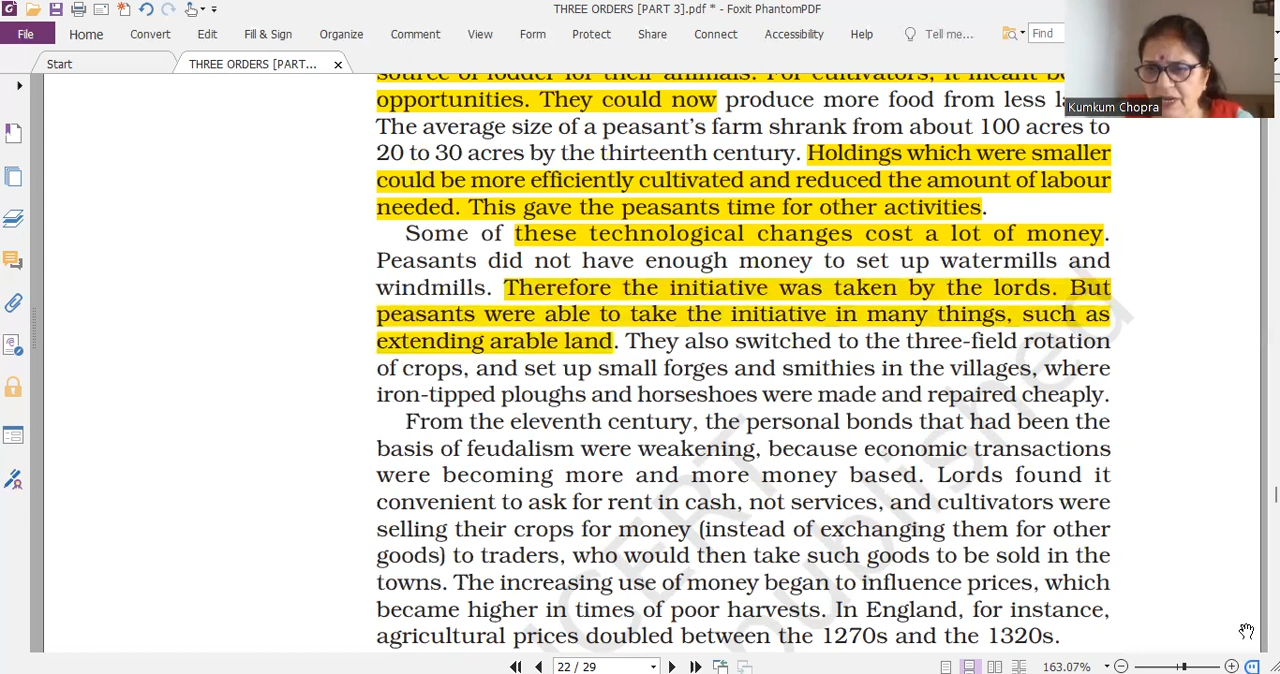 THREE ORDERS [PART 3].pdf * - Foxit PhantomPDF
File Home Convert Edit Fill & Sign Organize Comment View Form Protect Share Connect Accessibility Help Tell me... Find
Start THREE ORDERS [PART...
Kumkum Chopra
source of fodder for their animals. For cultivators, it meant
opportunities. They could now produce more food from less
The average size of a peasant's farm shrank from about 100 acres to
20 to 30 acres by the thirteenth century. Holdings which were smaller
could be more efficiently cultivated and reduced the amount of labour
needed. This gave the peasants time for other activities.
Some of these technological changes cost a lot of money.
Peasants did not have enough money to set up watermills and
windmills. Therefore the initiative was taken by the lords. But
peasants were able to take the initiative in many things, such as
extending arable land. They also switched to the three-field rotation
of crops, and set up small forges and smithies in the villages, where
iron-tipped ploughs and horseshoes were made and repaired cheaply.
From the eleventh century, the personal bonds that had been the
basis of feudalism were weakening, because economic transactions
were becoming more and more money based. Lords found it
convenient to ask for rent in cash, not services, and cultivators were
selling their crops for money (instead of exchanging them for other
goods) to traders, who would then take such goods to be sold in the
towns. The increasing use of money began to influence prices, which
became higher in times of poor harvests. In England, for instance,
agricultural prices doubled between the 1270s and the 1320s.
22 / 29 163.07%